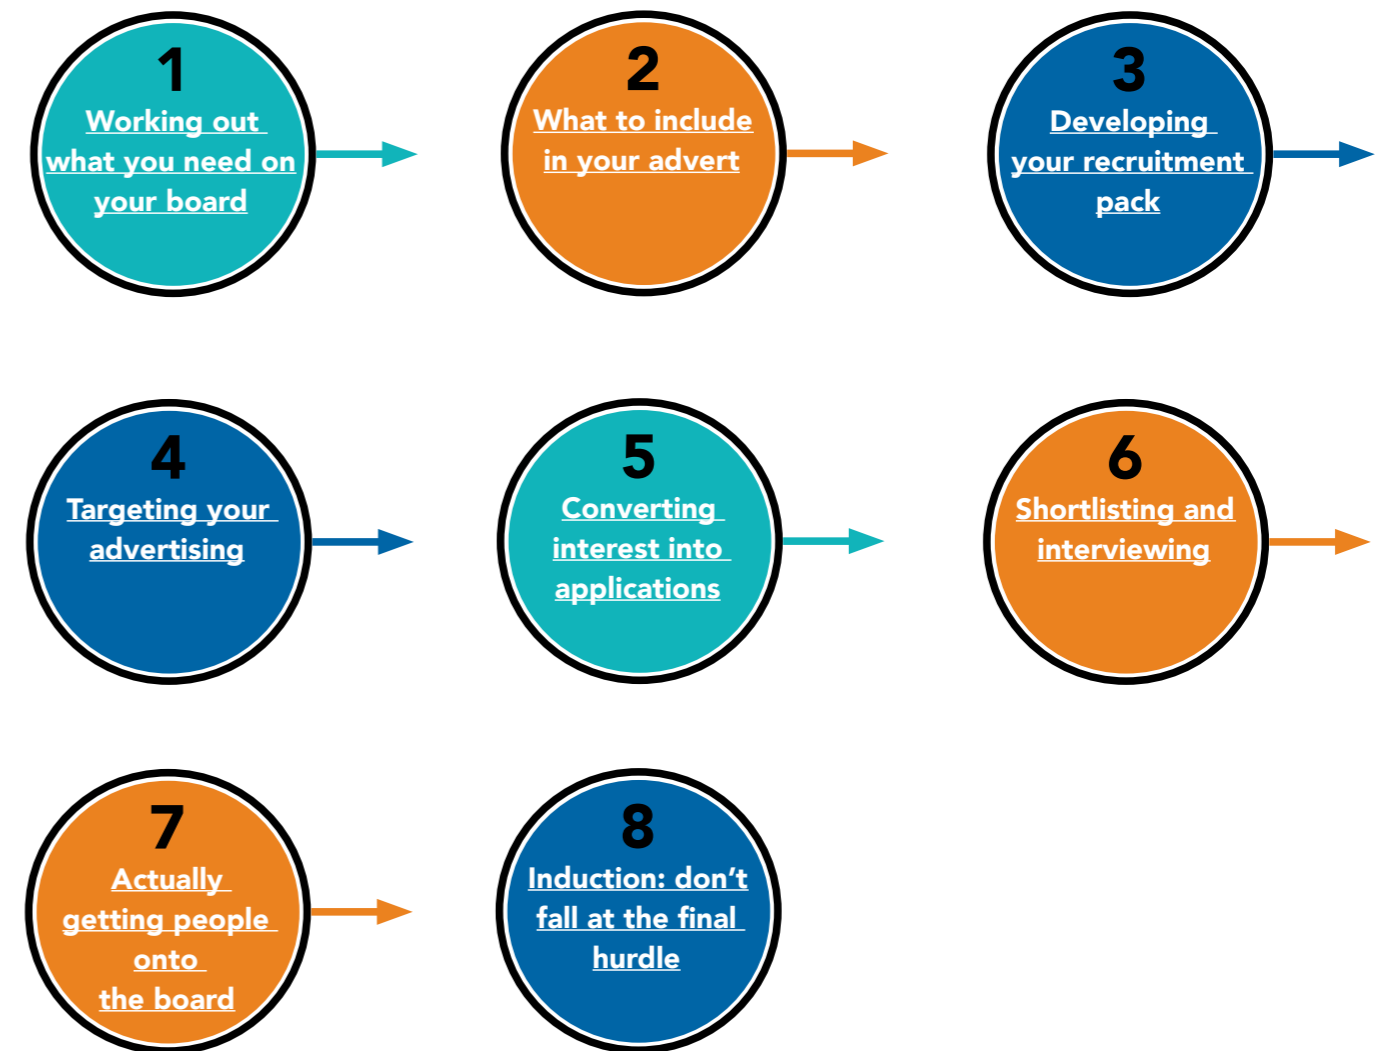 1
Working out
what you need on
your board
2
What to include
in your advert
3
Developing
your recruitment
pack
4
Targeting your
advertising
5
Converting
interest into
applications
6
Shortlisting and
interviewing
7
Actually
getting people
onto
the board
8
Induction: don’t
fall at the final
hurdle